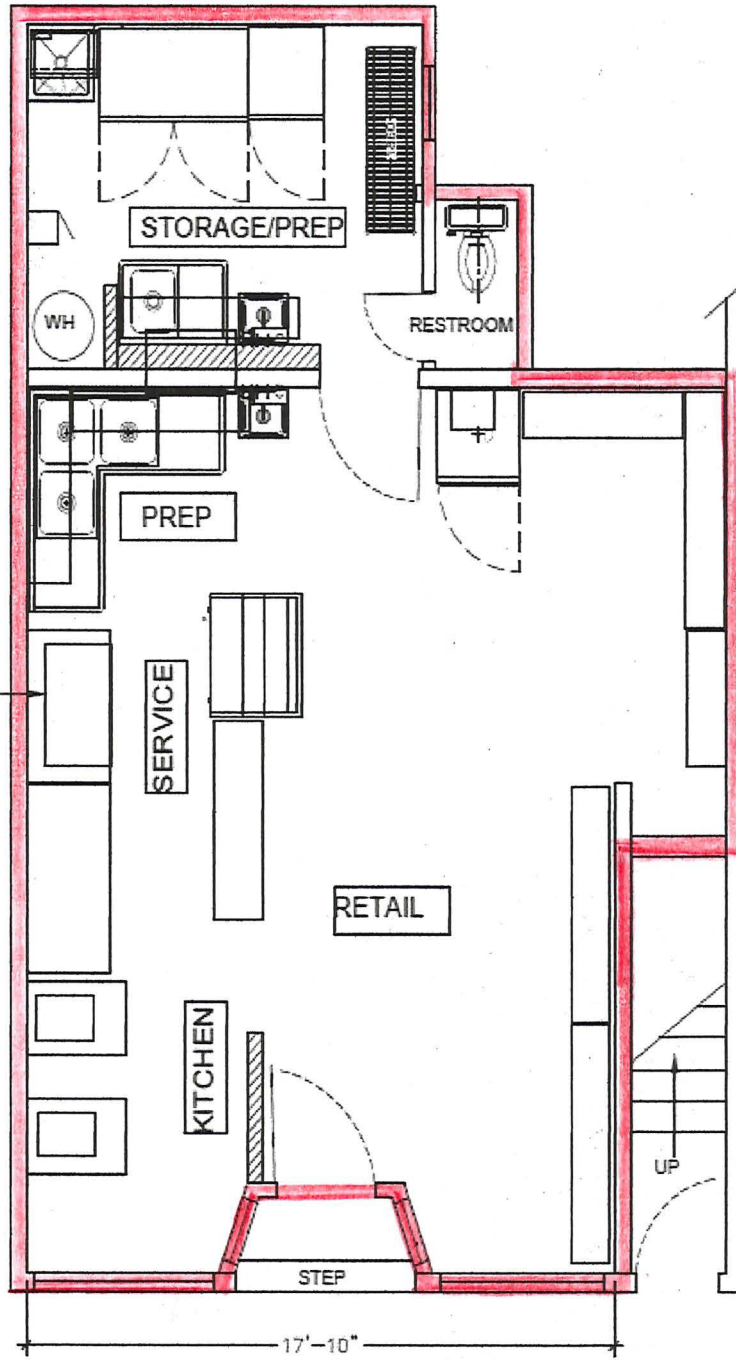 STORAGE/PREP
WH
RESTROOM
PREP
SERVICE
RETAIL
KITCHEN
UP
STEP
17'-10"